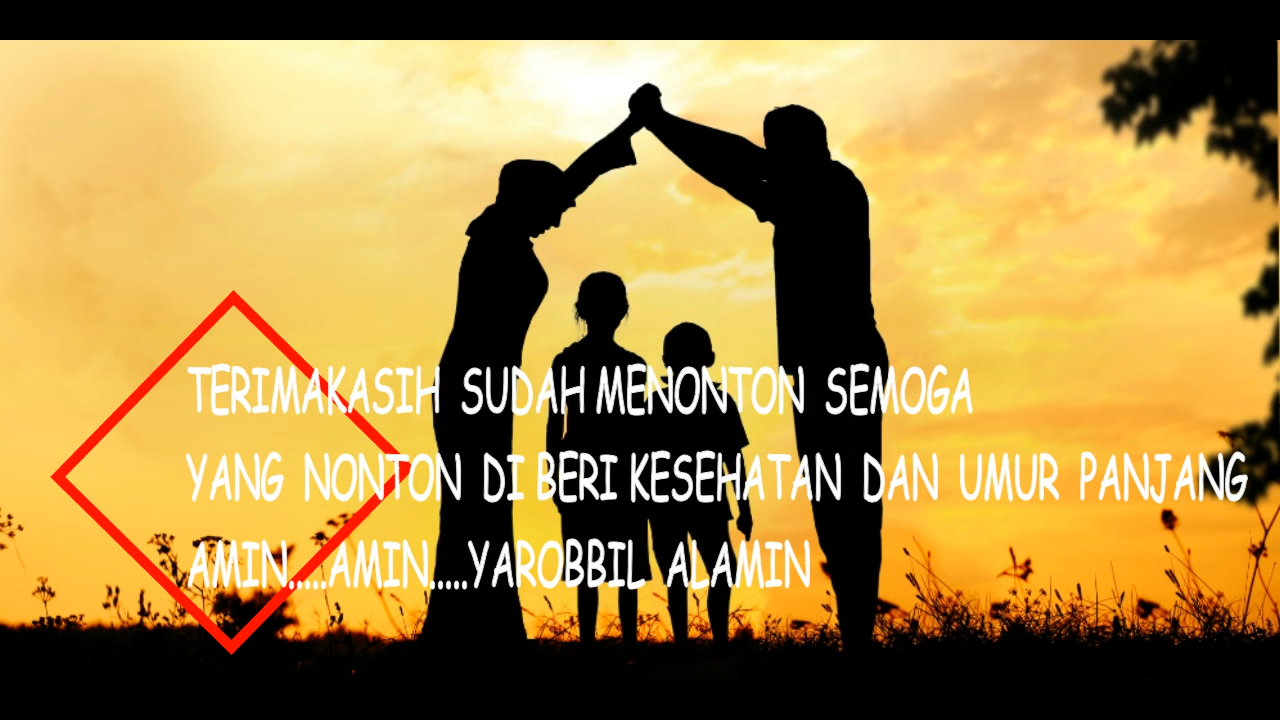 TERIMAKASIH SUDAH MENONTON SEMOGA
YANG NONTON DI BERI KESEHATAN DAN UMUR PANJANG
AMIN.....AMIN.....YAROBBIL ALAMIN